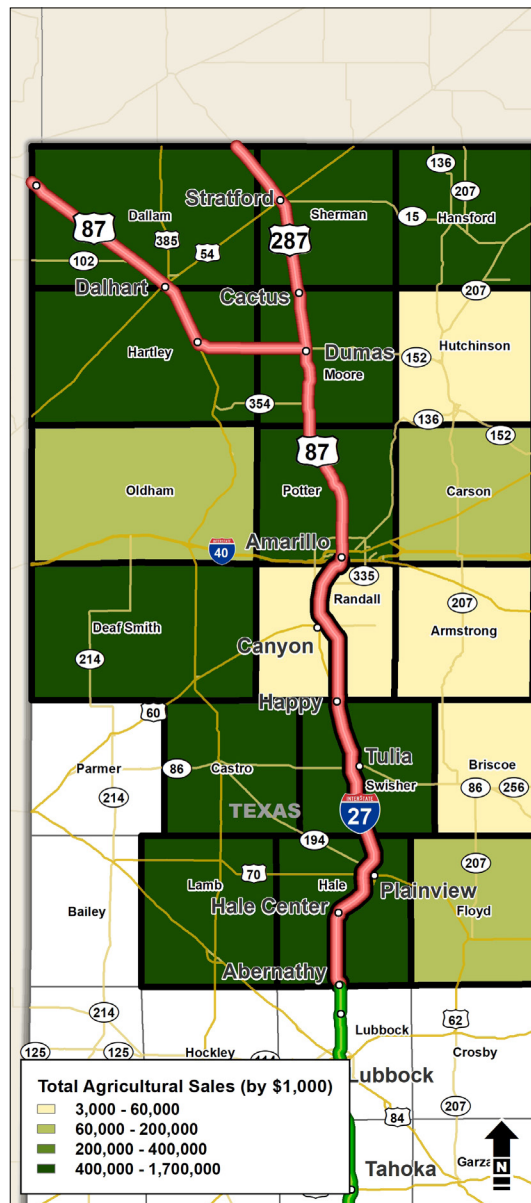 136
207
Stratford
Sherman
15
Hansford
Dallam
87
385
287
54
102
Dalhart
Cactus
207
Hutchinson
Hartley
Dumas
152
Moore
354
136
87
152
Oldham
Potter
Carson
Amarillo
INTERSTATE
40
335
Randall
207
Armstrong
Deaf Smith
Canyon
214
Happy
60
Tulia
Parmer
86
Castro
Briscoe
Swisher
86
256
214
TEXAS
INTERSTATE
27
194
207
Lamb
70
Hale
Plainview
Bailey
Hale Center
Floyd
Abernathy
214
62
Lubbock
125
125
Hockley
Crosby
Lubbock
Total Agricultural Sales (by $1,000)
3,000 - 60,000
60,000 - 200,000
200,000 - 400,000
400,000 - 1,700,000
84
207
N
Tahoka
Garza